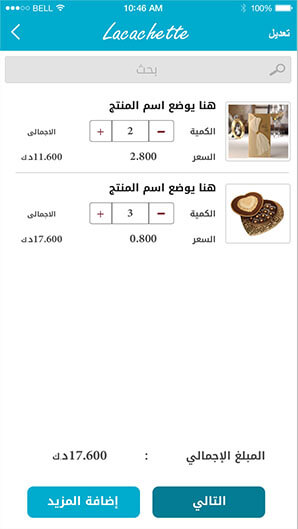 BELL 10:46 AM 100%
تعديل Lacachette
بحث
هنا يوضع اسم المنتج
الكمية - 2 + الاجمالى
السعر 2.800 11.600دك
هنا يوضع اسم المنتج
الكمية - 3 + الاجمالى
السعر 0.800 17.600دك
المبلغ الإجمالي : 17.600دك
التالي إضافة المزيد